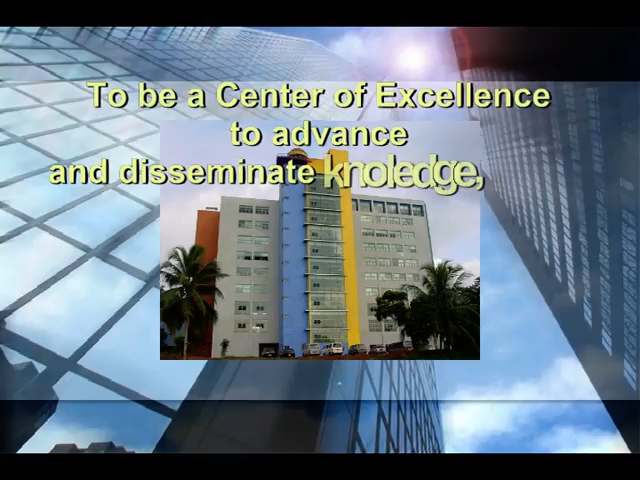 To be a Center of Excellence
to advance
and disseminate knoledge,